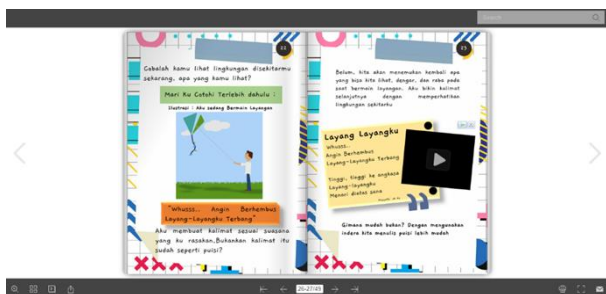 Search
22
Cobalah kamu lihat lingkungan disekitarmu
sekarang, apa yang kamu lihat?
Mari Ku Cotohi Terlebih dahulu :
Ilustrasi : Aku sedang Bermain Layangan
"Whusss... Angin Berhembus
Layang-Layangku Terbang"
Aku membuat kalimat sesuai suasana
yang ku rasakan,Bukankan kalimat itu
sudah seperti puisi?
23
Belum, kita akan menemukan kembali apa
yang bisa kita lihat, dengar, dan raba pada
saat bermain layangan. Aku bikin kalimat
selanjutnya dengan memperhatikan
lingkungan sekitarku
Layang Layangku
Whusss...
Angin Berhembus
Layang-Layangku Terbang
Tinggi, tinggi ke angkasa
Layang-layangku
Menari diatas sana
Gimana mudah bukan? Dengan mengunakan
indera kita menulis puisi lebih mudah
26-27/49